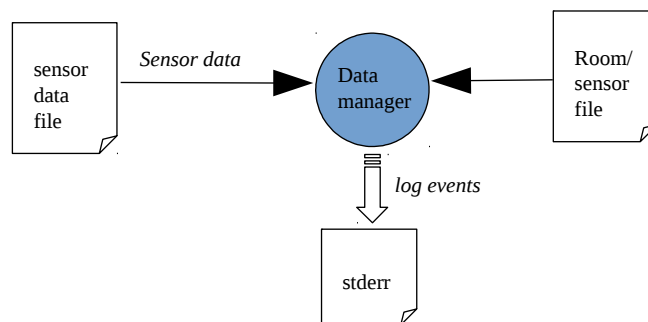 Sensor data
sensor
data
file
Data
manager
Room/
sensor
file
log events
stderr